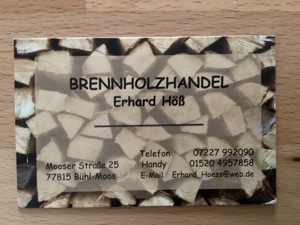 BRENNHOLZHANDEL
Erhard Höß
Mooser Straße 25
77815 Bühl-Moos
Telefon 07227 992090
Handy 01520 4957858
E-Mail Erhard_Hoess@web.de